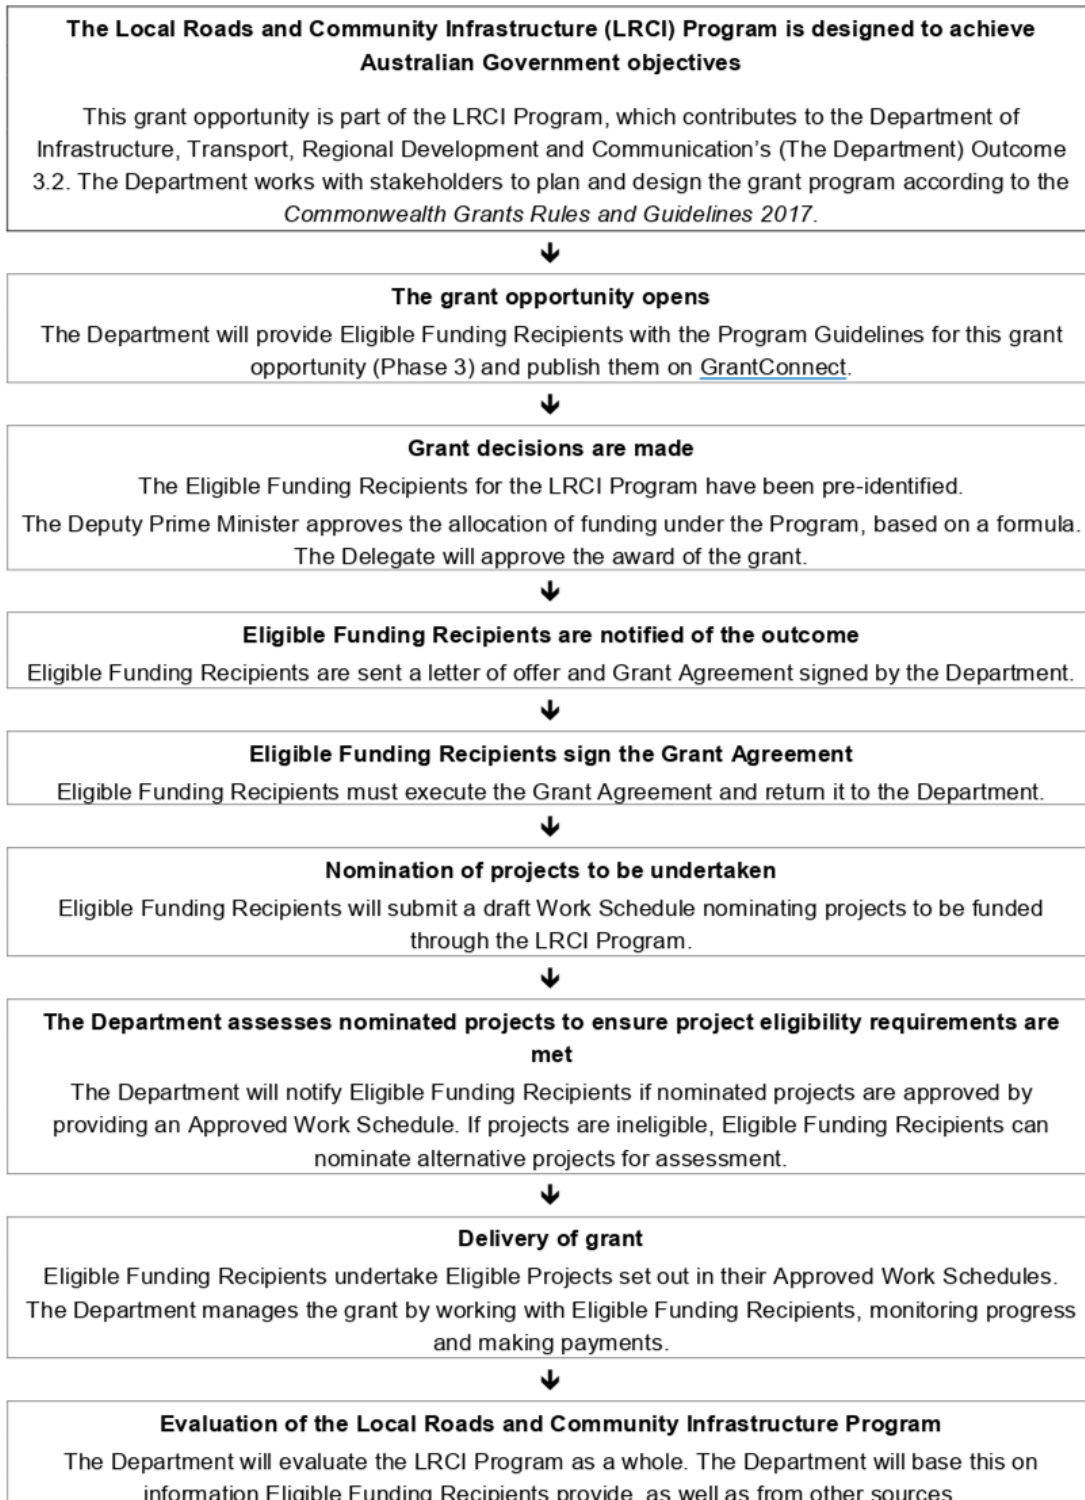 The Local Roads and Community Infrastructure (LRCI) Program is designed to achieve
Australian Government objectives
This grant opportunity is part of the LRCI Program, which contributes to the Department of
Infrastructure, Transport, Regional Development and Communication's (The Department) Outcome
3.2. The Department works with stakeholders to plan and design the grant program according to the
Commonwealth Grants Rules and Guidelines 2017.
The grant opportunity opens
The Department will provide Eligible Funding Recipients with the Program Guidelines for this grant
opportunity (Phase 3) and publish them on GrantConnect.
Grant decisions are made
The Eligible Funding Recipients for the LRCI Program have been pre-identified.
The Deputy Prime Minister approves the allocation of funding under the Program, based on a formula.
The Delegate will approve the award of the grant.
Eligible Funding Recipients are notified of the outcome
Eligible Funding Recipients are sent a letter of offer and Grant Agreement signed by the Department.
Eligible Funding Recipients sign the Grant Agreement
Eligible Funding Recipients must execute the Grant Agreement and return it to the Department.
Nomination of projects to be undertaken
Eligible Funding Recipients will submit a draft Work Schedule nominating projects to be funded
through the LRCI Program.
The Department assesses nominated projects to ensure project eligibility requirements are
met
The Department will notify Eligible Funding Recipients if nominated projects are approved by
providing an Approved Work Schedule. If projects are ineligible, Eligible Funding Recipients can
nominate alternative projects for assessment.
Delivery of grant
Eligible Funding Recipients undertake Eligible Projects set out in their Approved Work Schedules.
The Department manages the grant by working with Eligible Funding Recipients, monitoring progress
and making payments.
Evaluation of the Local Roads and Community Infrastructure Program
The Department will evaluate the LRCI Program as a whole. The Department will base this on
information Eligible Funding Recipients provide, as well as from other sources